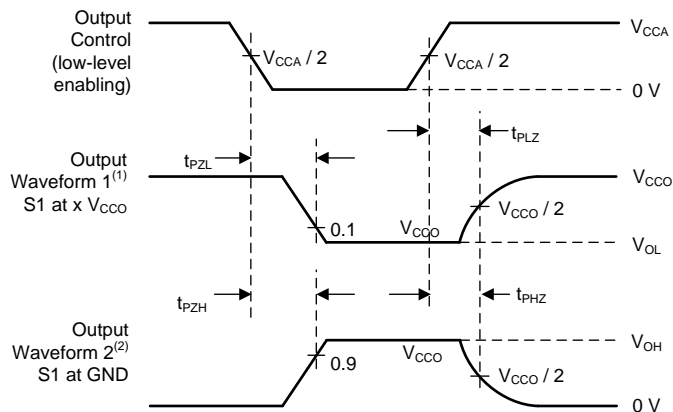 Output
Control
(low-level
enabling)
V_CCA / 2
V_CCA / 2
V_CCA
0 V
t_PZL
t_PLZ
Output
Waveform 1^(1)
S1 at x V_CCO
0.1
V_CCO
V_CCO / 2
V_CCO
V_OL
t_PZH
t_PHZ
Output
Waveform 2^(2)
S1 at GND
0.9
V_CCO
V_CCO / 2
V_OH
0 V